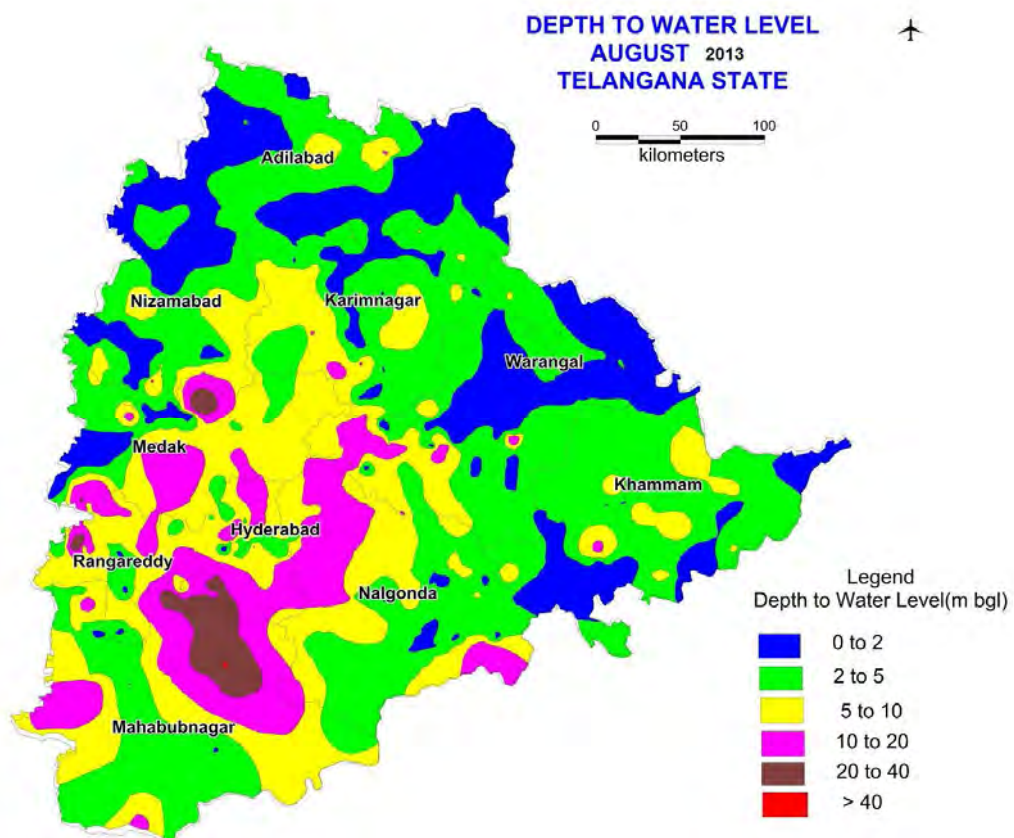 DEPTH TO WATER LEVEL
AUGUST 2013
TELANGANA STATE
0 50 100
kilometers
Adilabad
Nizamabad
Karimnagar
Warangal
Medak
Khammam
Hyderabad
Rangareddy
Nalgonda
Mahabubnagar
Legend
Depth to Water Level(m bgl)
0 to 2
2 to 5
5 to 10
10 to 20
20 to 40
> 40